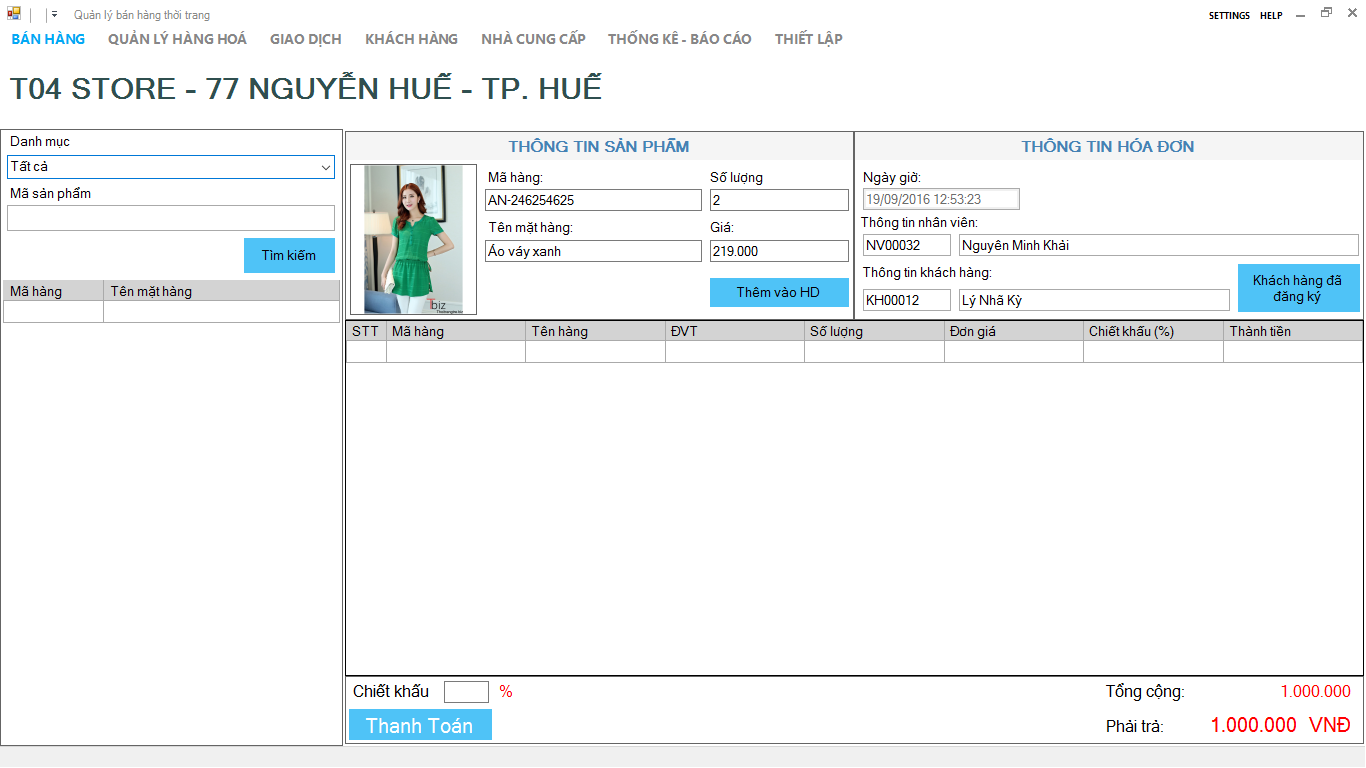 Quản lý bán hàng thời trang
SETTINGS HELP
BÁN HÀNG QUẢN LÝ HÀNG HOÁ GIAO DỊCH KHÁCH HÀNG NHÀ CUNG CẤP THỐNG KÊ - BÁO CÁO THIẾT LẬP
T04 STORE - 77 NGUYỄN HUẾ - TP. HUẾ
Danh mục
Tất cả
Mã sản phẩm
Tìm kiếm
Mã hàng Tên mặt hàng
THÔNG TIN SẢN PHẨM
Mã hàng: Số lượng
AN-246254625 2
Tên mặt hàng: Giá:
Áo váy xanh 219.000
Thêm vào HD
biz
THÔNG TIN HÓA ĐƠN
Ngày giờ:
19/09/2016 12:53:23
Thông tin nhân viên:
NV00032 Nguyên Minh Khải
Thông tin khách hàng:
KH00012 Lý Nhã Kỳ
Khách hàng đã
đăng ký
STT Mã hàng Tên hàng ĐVT Số lượng Đơn giá Chiết khấu (%) Thành tiền
Chiết khấu %
Thanh Toán
Tổng cộng: 1.000.000
Phải trả: 1.000.000 VNĐ